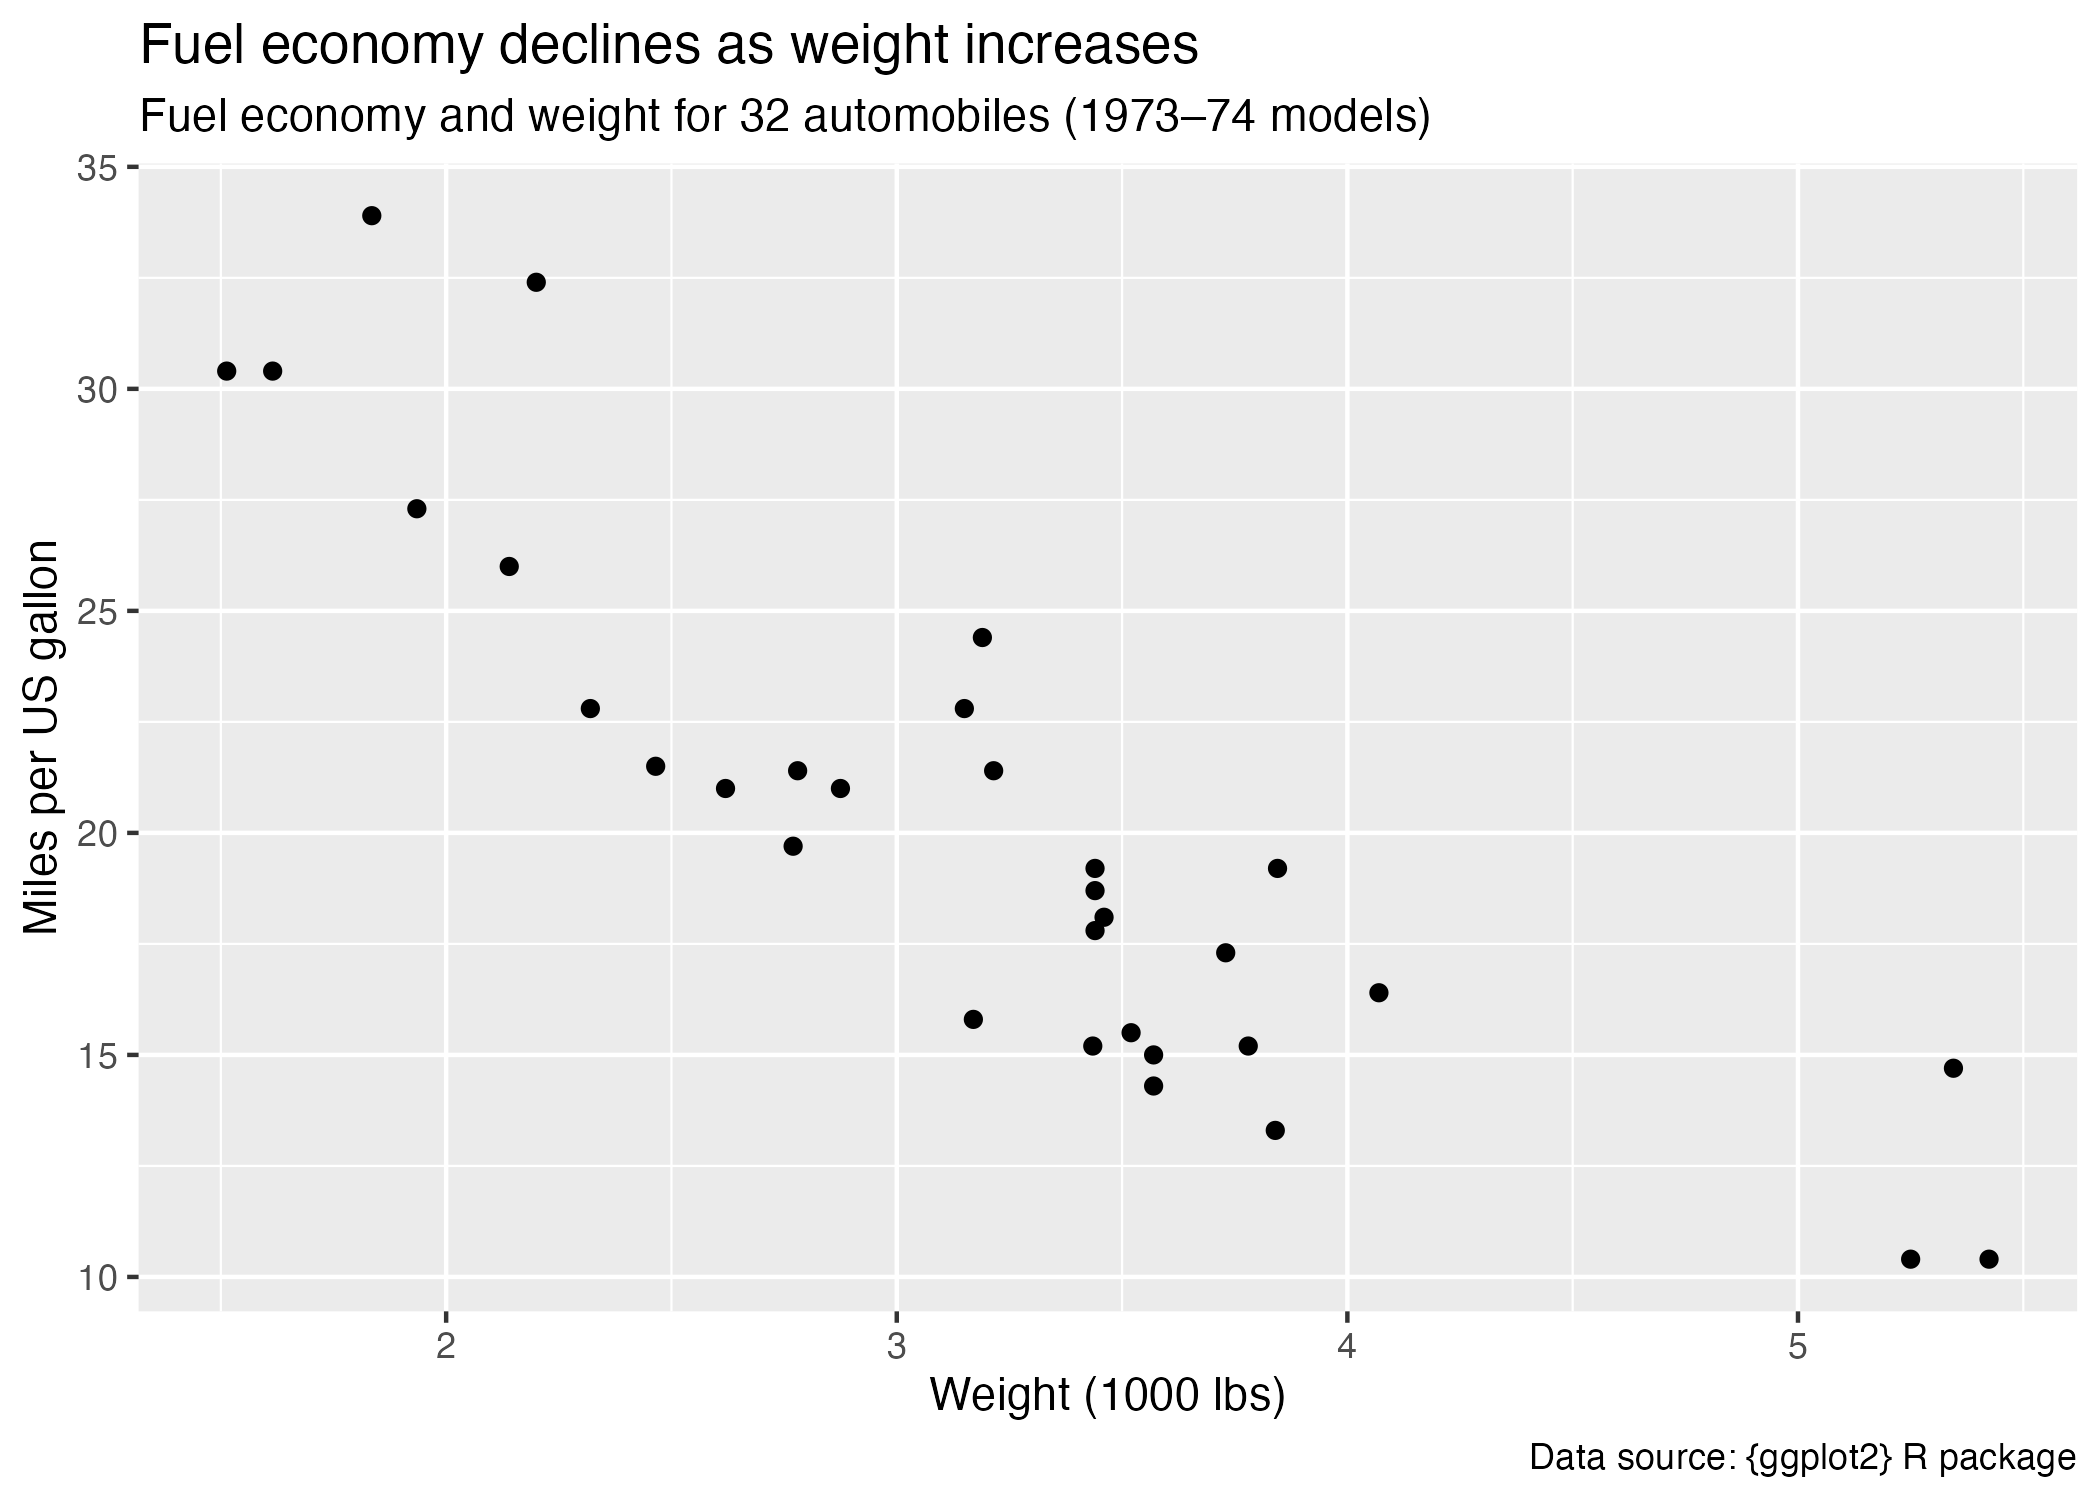 Fuel economy declines as weight increases
Fuel economy and weight for 32 automobiles (1973–74 models)
35
30
25
20
15
10
Miles per US gallon
2 3 4 5
Weight (1000 lbs)
Data source: {ggplot2} R package